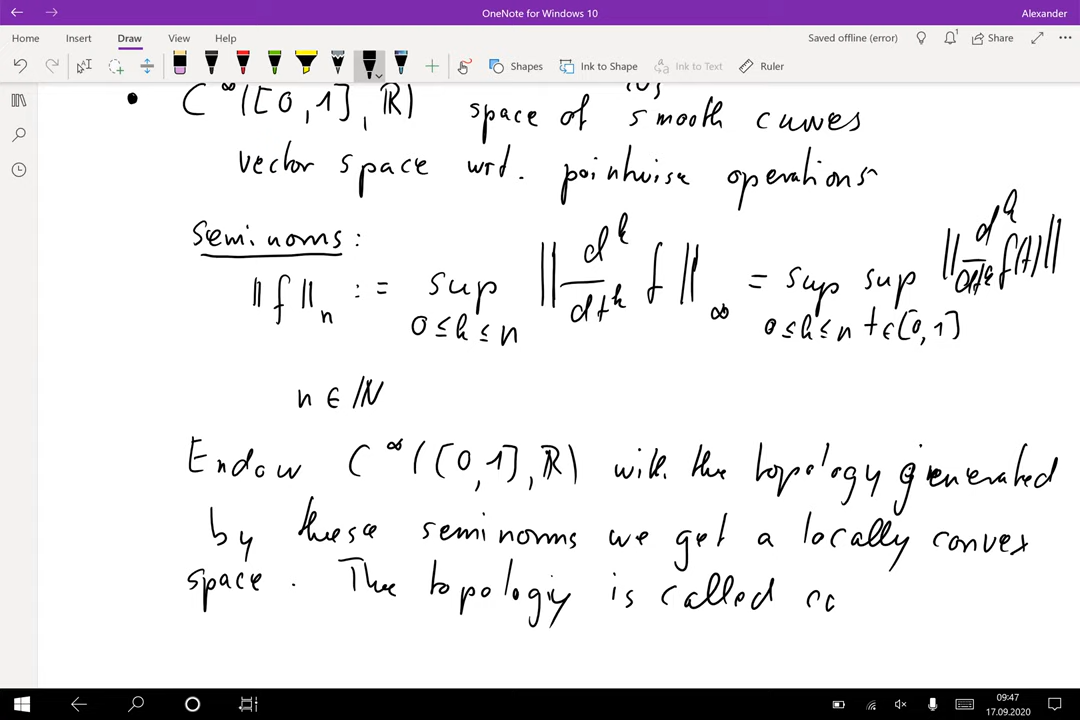 OneNote for Windows 10
Alexander
Home Insert Draw View Help
Saved offline (error)
Share
Shapes
Ink to Shape
Ink to Text
Ruler
• C^∞([0,1],ℝ) space of smooth curves
vector space wrt. pointwise operations
Seminorms:
‖f‖_n := sup_{0≤k≤n} ‖d^k/dt^k f‖_∞ = sup_{0≤k≤n} sup_{t∈[0,1]} ‖d^k/dt^k f(t)‖
n ∈ ℕ
Endow C^∞([0,1],ℝ) with the topology generated
by these seminorms we get a locally convex
space. The topology is called co
09:47
17.09.2020